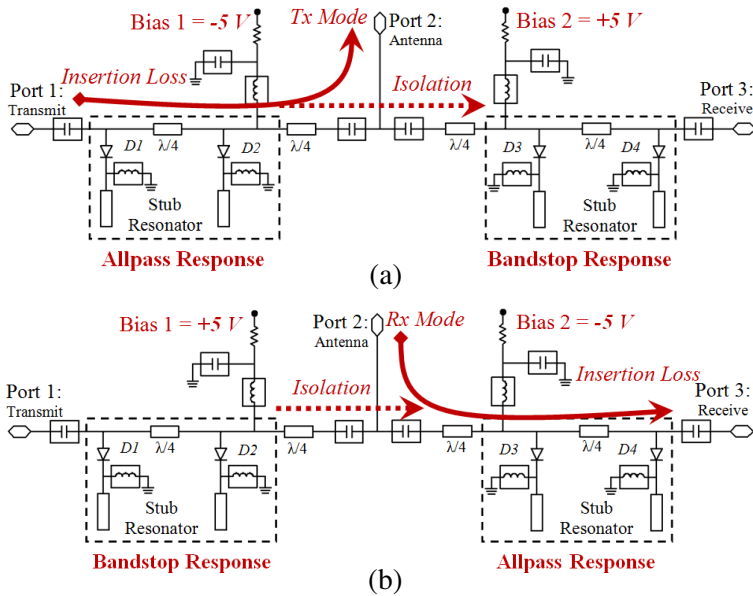 Bias 1 = -5 V
Tx Mode
Port 2:
Antenna
Bias 2 = +5 V
Port 1:
Transmit
Insertion Loss
Isolation
Port 3:
Receive
λ/4
λ/4
λ/4
λ/4
D1
D2
D3
D4
Stub
Resonator
Stub
Resonator
Allpass Response
Bandstop Response
(a)
Bias 1 = +5 V
Port 2:
Antenna
Rx Mode
Bias 2 = -5 V
Port 1:
Transmit
Isolation
Insertion Loss
Port 3:
Receive
λ/4
λ/4
λ/4
λ/4
D1
D2
D3
D4
Stub
Resonator
Stub
Resonator
Bandstop Response
Allpass Response
(b)